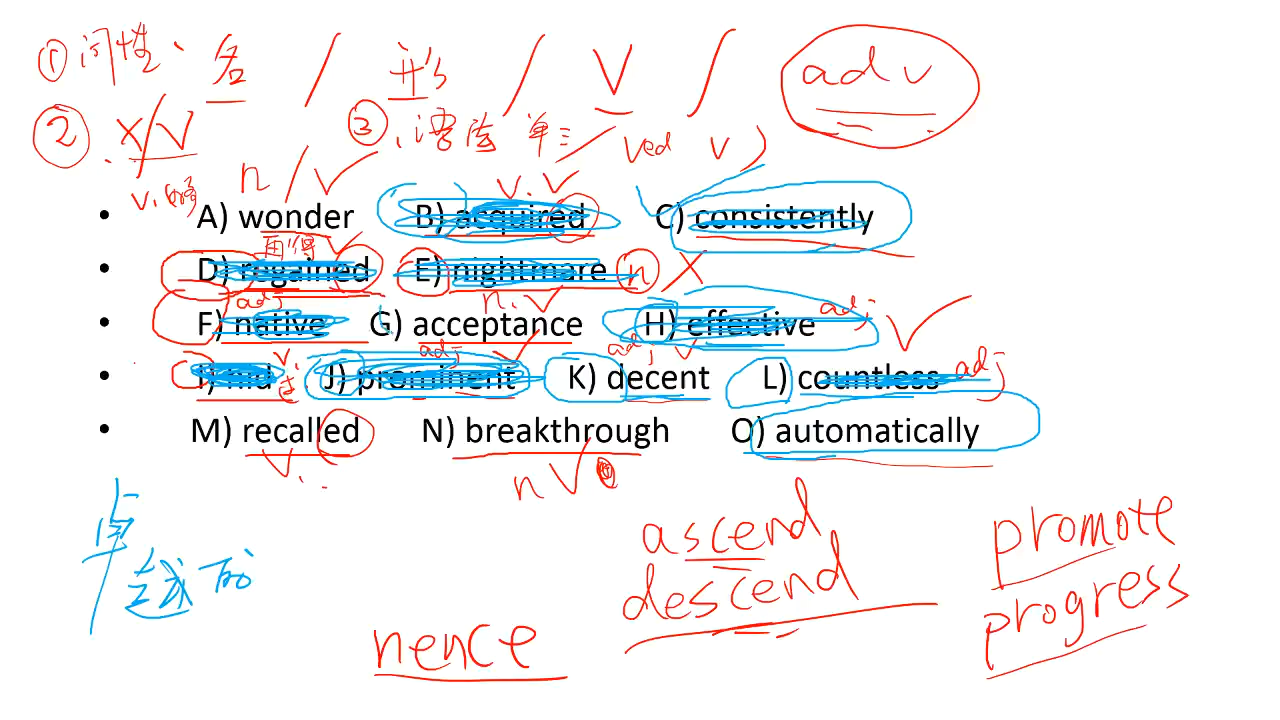 ① 词性、名 / 形 / V / adv
② . X/V ③ 、语法 单三 / Ved V
n / V V. V
• A) wonder B) acquired C) consistently
再 得
• D) regained E) nightmare n X
adj n. V adj
• F) native G) acceptance H) effective
V. adj adj adj
• I) aid J) prominent K) decent L) countless
• M) recalled N) breakthrough O) automatically
V.. n V
卓越的
ascend
descend
promote
progress
nence